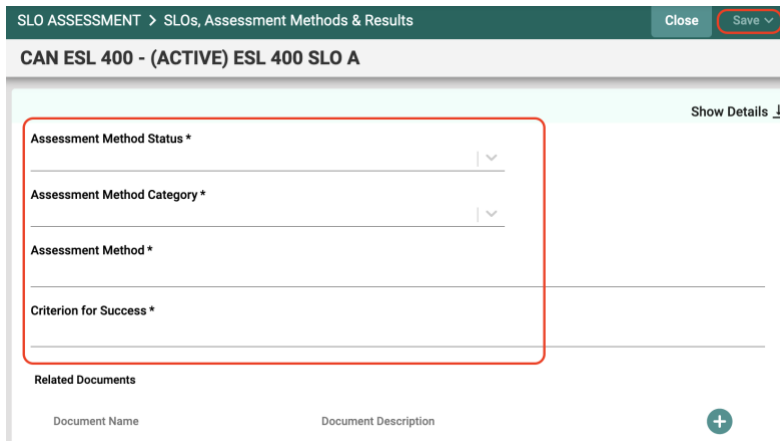 SLO ASSESSMENT > SLOs, Assessment Methods & Results Close Save
CAN ESL 400 - (ACTIVE) ESL 400 SLO A
Show Details
Assessment Method Status *
Assessment Method Category *
Assessment Method *
Criterion for Success *
Related Documents
Document Name Document Description